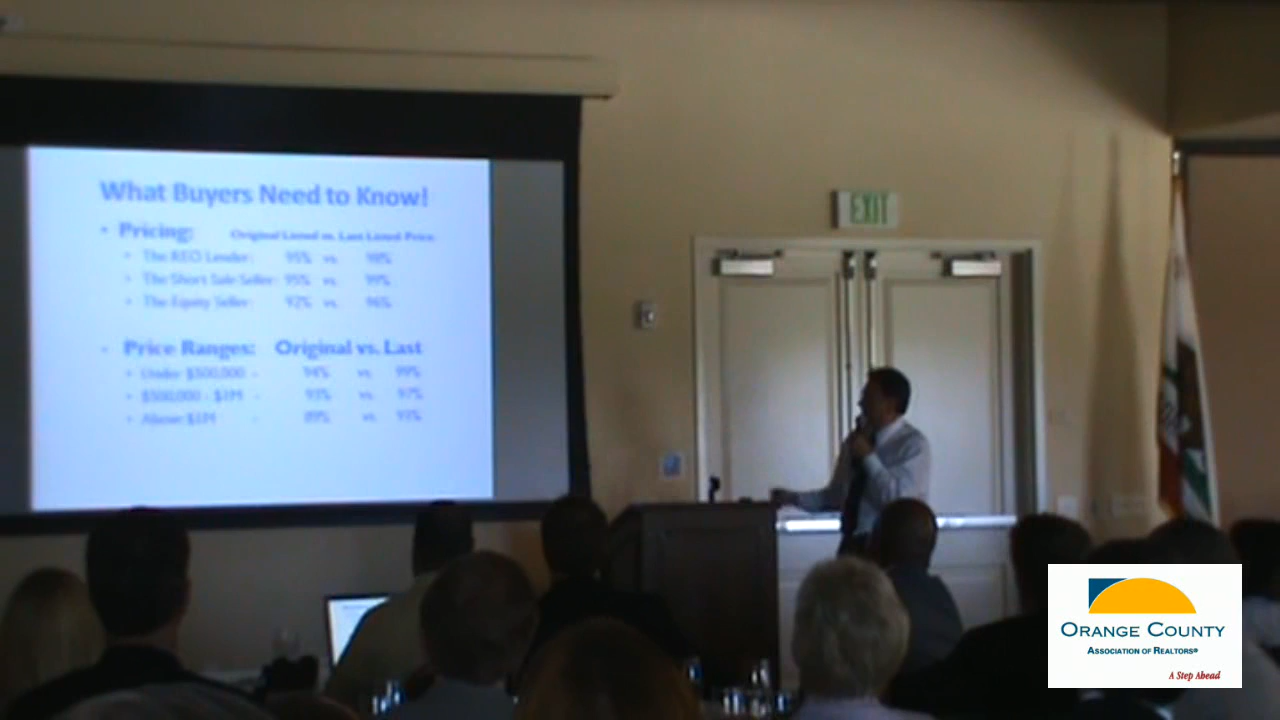 What Buyers Need to Know!
• Pricing: Original Listed vs. Last Listed Price
• The REO Lender: 95% vs. 98%
• The Short Sale Seller: 95% vs. 99%
• The Equity Seller: 92% vs. 96%
Price Ranges: Original vs. Last
• Under $500,000 - 94% vs. 99%
• $500,000 - $1M - 93% vs. 97%
• Above $1M - 89% vs. 93%
EXIT
ORANGE COUNTY
ASSOCIATION OF REALTORS®
A Step Ahead